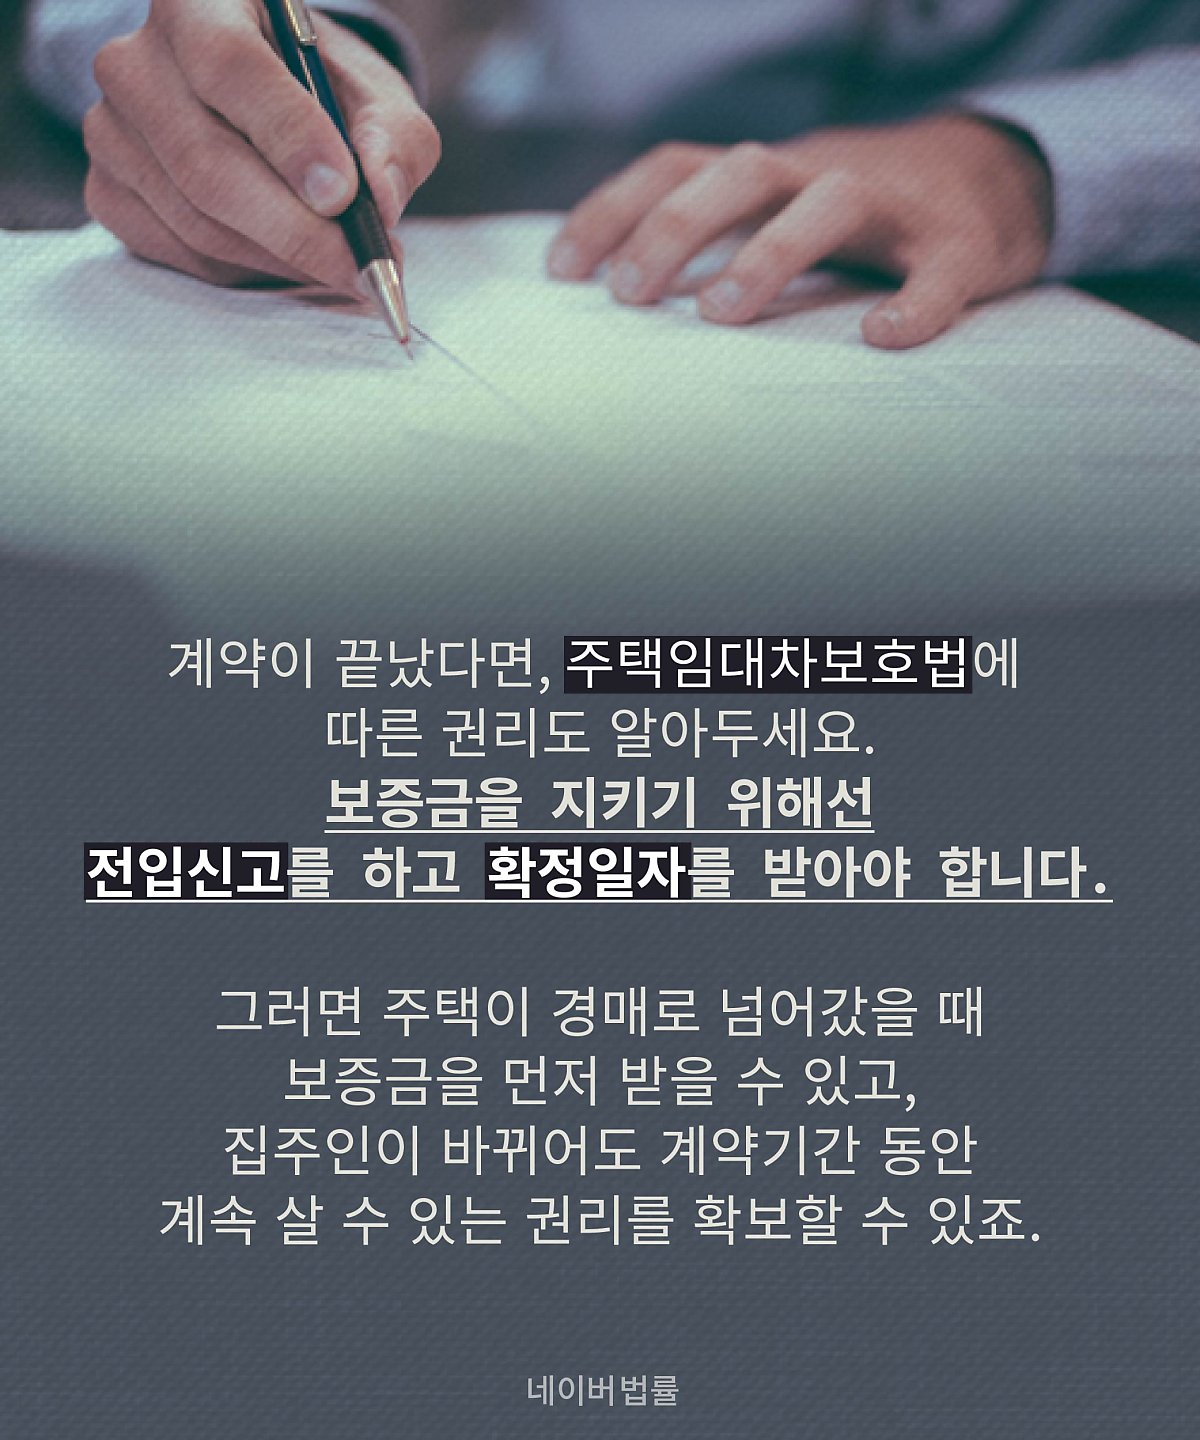 계약이 끝났다면, 주택임대차보호법에
따른 권리도 알아두세요.
보증금을 지키기 위해선
전입신고를 하고 확정일자를 받아야 합니다.
그러면 주택이 경매로 넘어갔을 때
보증금을 먼저 받을 수 있고,
집주인이 바뀌어도 계약기간 동안
계속 살 수 있는 권리를 확보할 수 있죠.
네이버법률